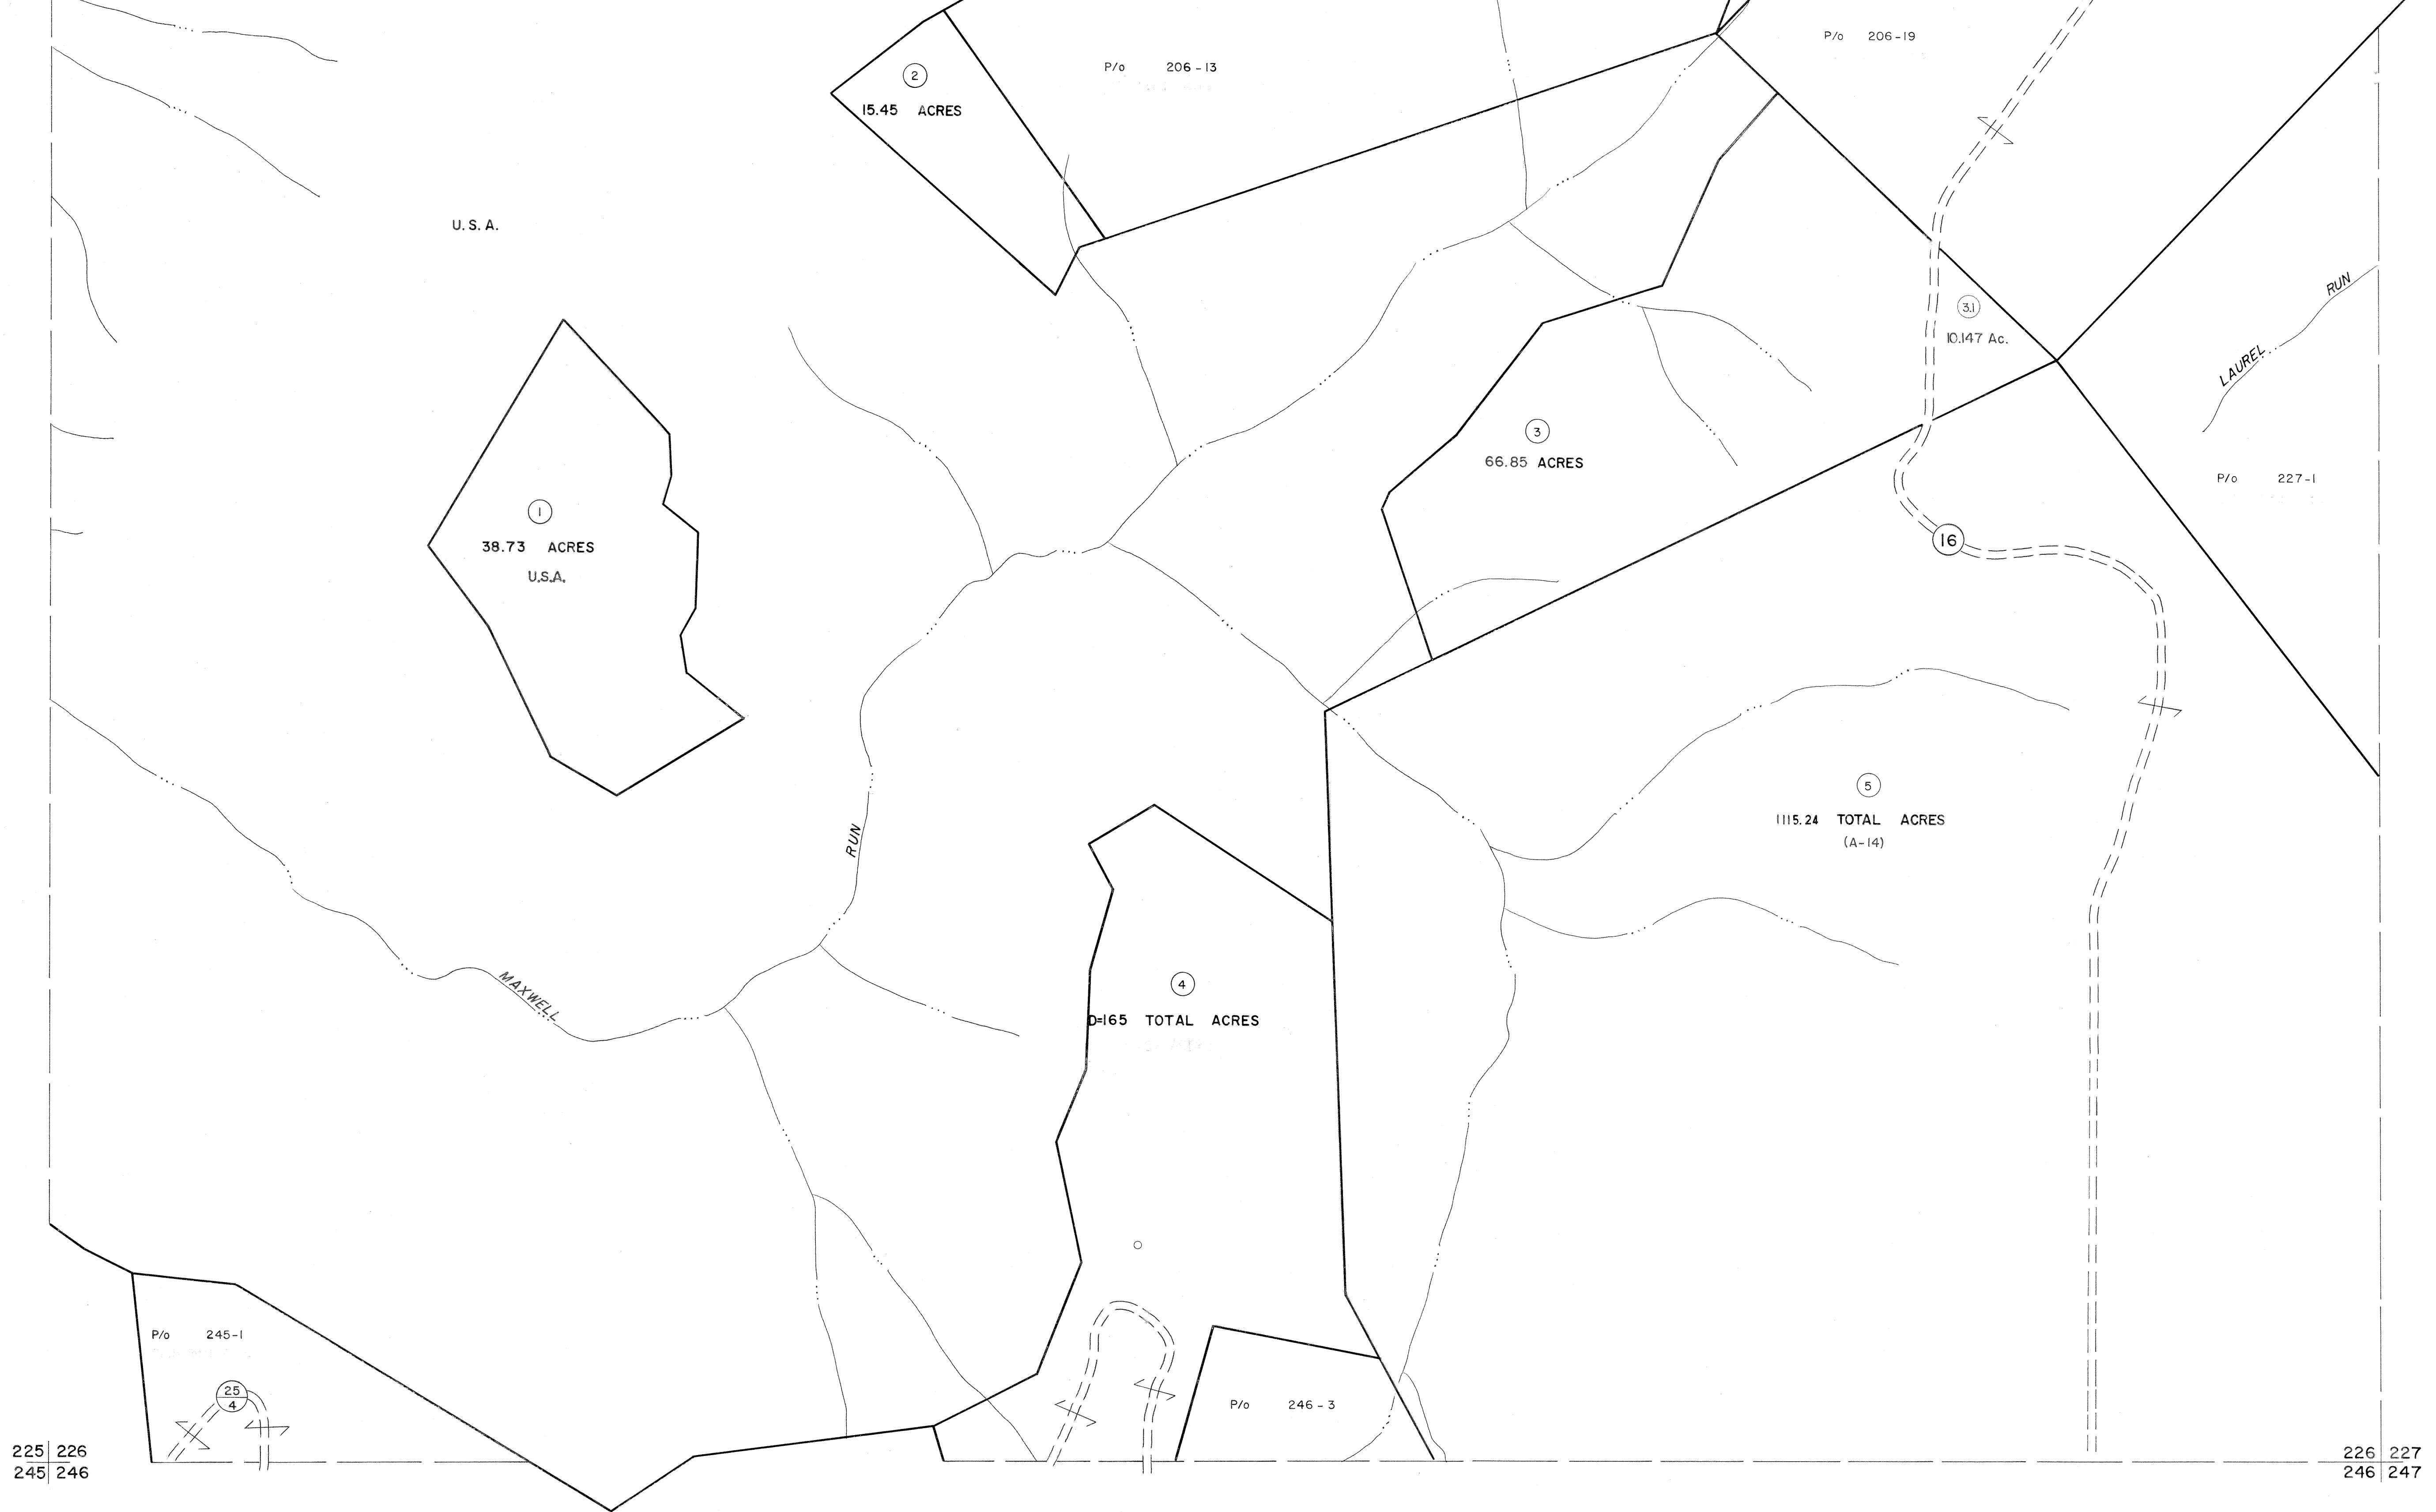 P/o 206-19
2
P/o 206-13
15.45 ACRES
U.S.A.
RUN
3.1
10.147 Ac.
LAUREL
3
66.85 ACRES
P/o 227-1
1
38.73 ACRES
U.S.A.
16
5
1115.24 TOTAL ACRES
(A-14)
RUN
MAXWELL
4
D=165 TOTAL ACRES
P/o 245-1
25
4
P/o 246-3
225 226
245 246
226 227
246 247